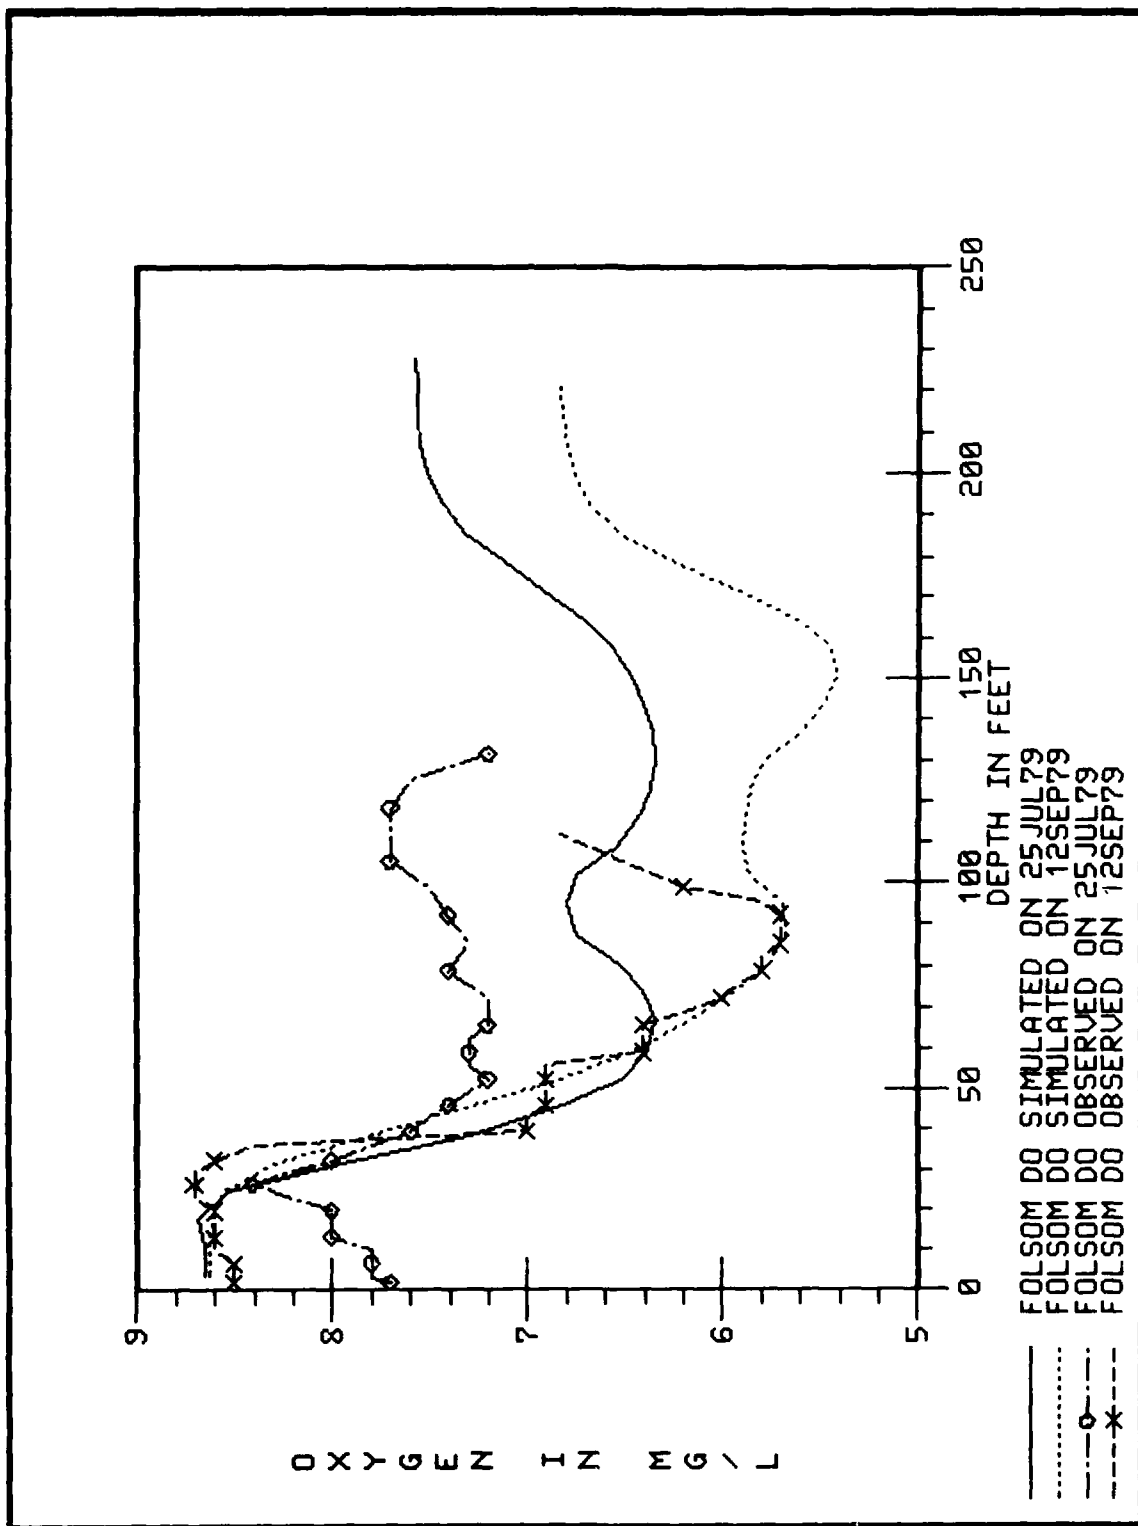 OXYGEN IN MG/L
9
8
7
6
5
0 50 100 150 200 250
DEPTH IN FEET
FOLSOM DO SIMULATED ON 25JUL79
FOLSOM DO SIMULATED ON 12SEP79
FOLSOM DO OBSERVED ON 25JUL79
FOLSOM DO OBSERVED ON 12SEP79